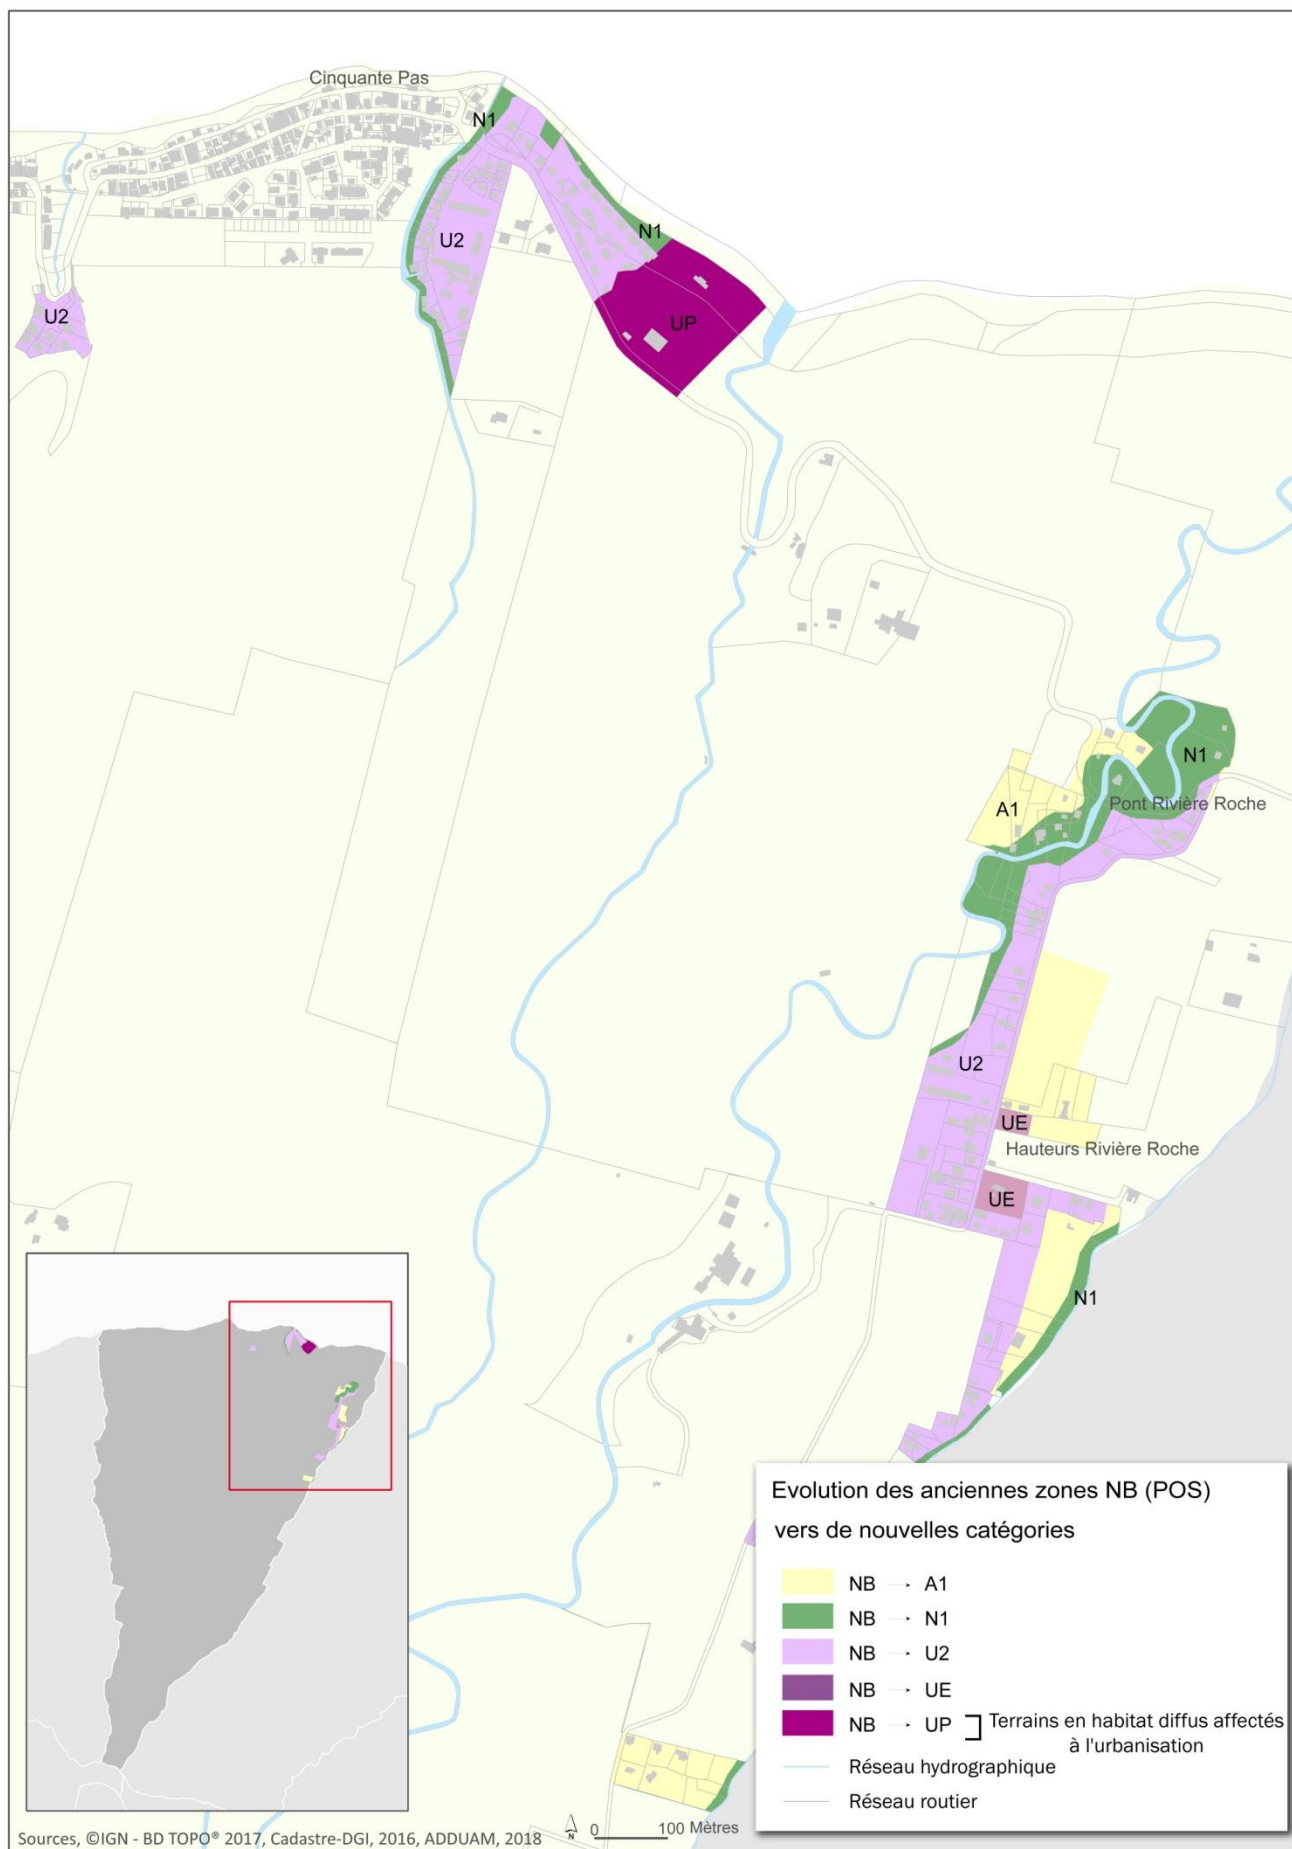 Cinquante Pas
N1
U2
N1
U2
UP
N1
A1
Pont Rivière Roche
U2
UE
Hauteurs Rivière Roche
UE
N1
Evolution des anciennes zones NB (POS)
vers de nouvelles catégories
NB → A1
NB → N1
NB → U2
NB → UE
NB → UP Terrains en habitat diffus affectés
à l'urbanisation
Réseau hydrographique
Réseau routier
N 0 100 Mètres
Sources, ©IGN - BD TOPO® 2017, Cadastre-DGI, 2016, ADDUAM, 2018